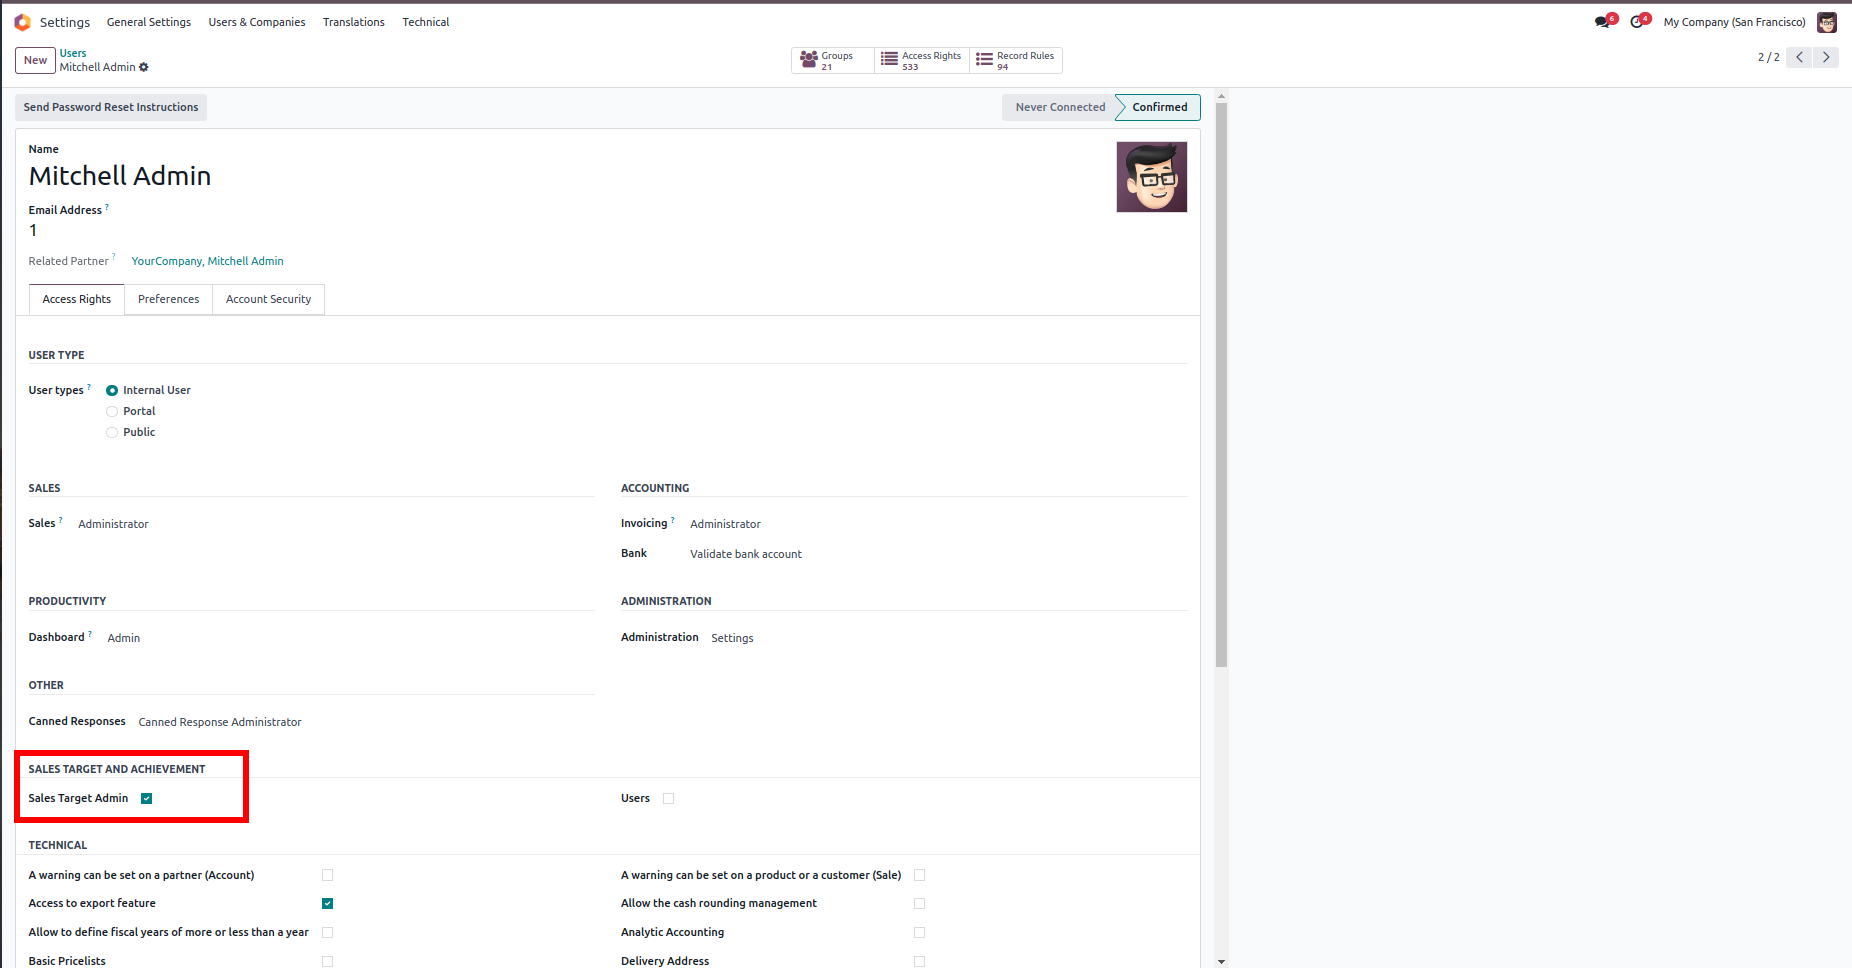 Settings General Settings Users & Companies Translations Technical 6 4 My Company (San Francisco)
New Users
Mitchell Admin
Groups 21 Access Rights 533 Record Rules 94
2 / 2
Send Password Reset Instructions Never Connected Confirmed
Name
Mitchell Admin
Email Address ?
1
Related Partner ? YourCompany, Mitchell Admin
Access Rights Preferences Account Security
USER TYPE
User types ? Internal User
Portal
Public
SALES ACCOUNTING
Sales ? Administrator Invoicing ? Administrator
Bank Validate bank account
PRODUCTIVITY ADMINISTRATION
Dashboard ? Admin Administration Settings
OTHER
Canned Responses Canned Response Administrator
SALES TARGET AND ACHIEVEMENT
Sales Target Admin Users
TECHNICAL
A warning can be set on a partner (Account) A warning can be set on a product or a customer (Sale)
Access to export feature Allow the cash rounding management
Allow to define fiscal years of more or less than a year Analytic Accounting
Basic Pricelists Delivery Address